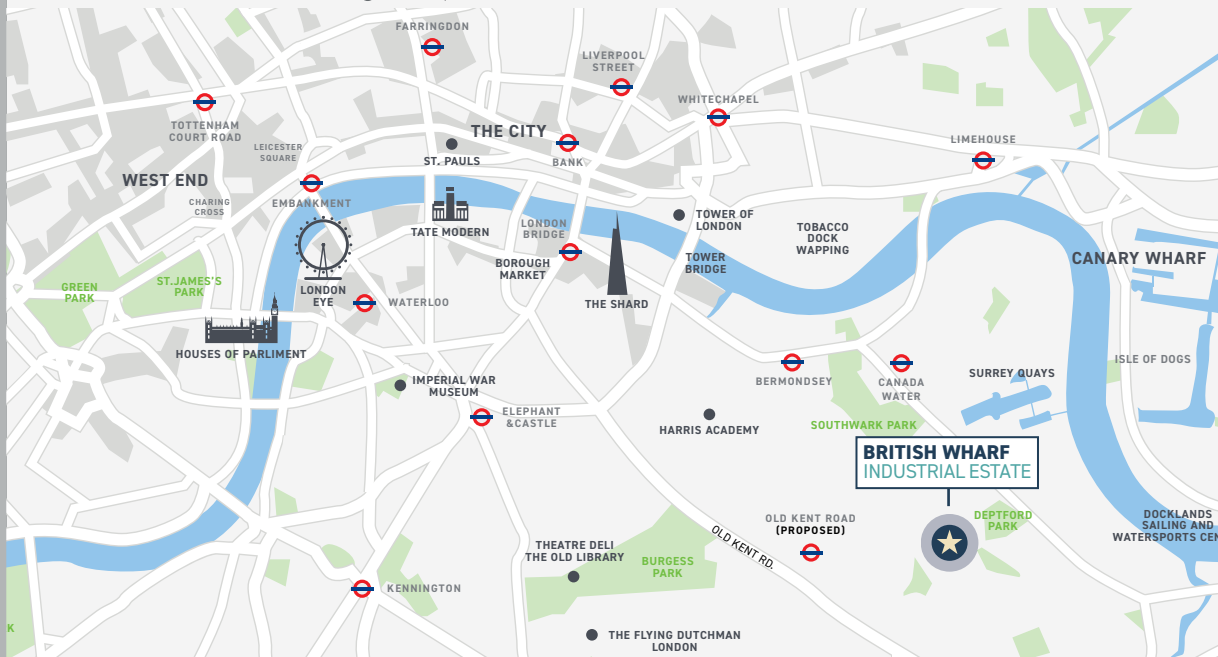 FARRINGDON
LIVERPOOL
STREET
WHITECHAPEL
TOTTENHAM
COURT ROAD
THE CITY
LEICESTER
SQUARE
LIMEHOUSE
ST. PAULS
BANK
WEST END
CHARING
CROSS
EMBANKMENT
TATE MODERN
LONDON
BRIDGE
TOWER OF
LONDON
TOBACCO
DOCK
WAPPING
BOROUGH
MARKET
TOWER
BRIDGE
CANARY WHARF
GREEN
PARK
ST.JAMES'S
PARK
LONDON
EYE
WATERLOO
THE SHARD
HOUSES OF PARLIMENT
ISLE OF DOGS
IMPERIAL WAR
MUSEUM
BERMONDSEY
CANADA
WATER
SURREY QUAYS
ELEPHANT
&CASTLE
HARRIS ACADEMY
SOUTHWARK PARK
BRITISH WHARF
INDUSTRIAL ESTATE
OLD KENT ROAD
(PROPOSED)
DEPTFORD
PARK
DOCKLANDS
SAILING AND
WATERSPORTS CEN
OLD KENT RD.
THEATRE DELI
THE OLD LIBRARY
BURGESS
PARK
KENNINGTON
K
THE FLYING DUTCHMAN
LONDON